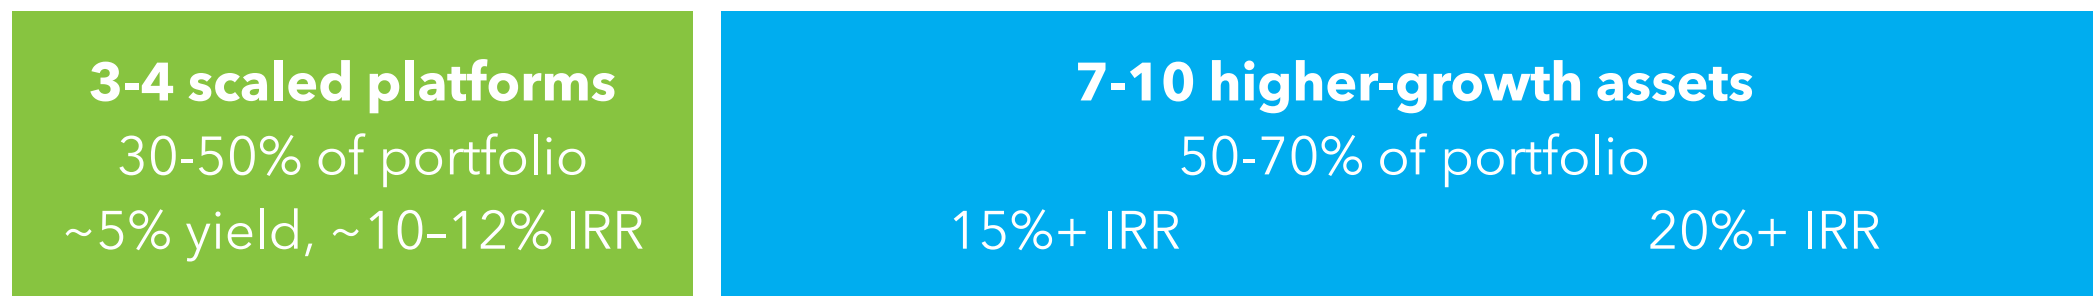 3-4 scaled platforms
30-50% of portfolio
~5% yield, ~10–12% IRR
7-10 higher-growth assets
50-70% of portfolio
15%+ IRR 20%+ IRR